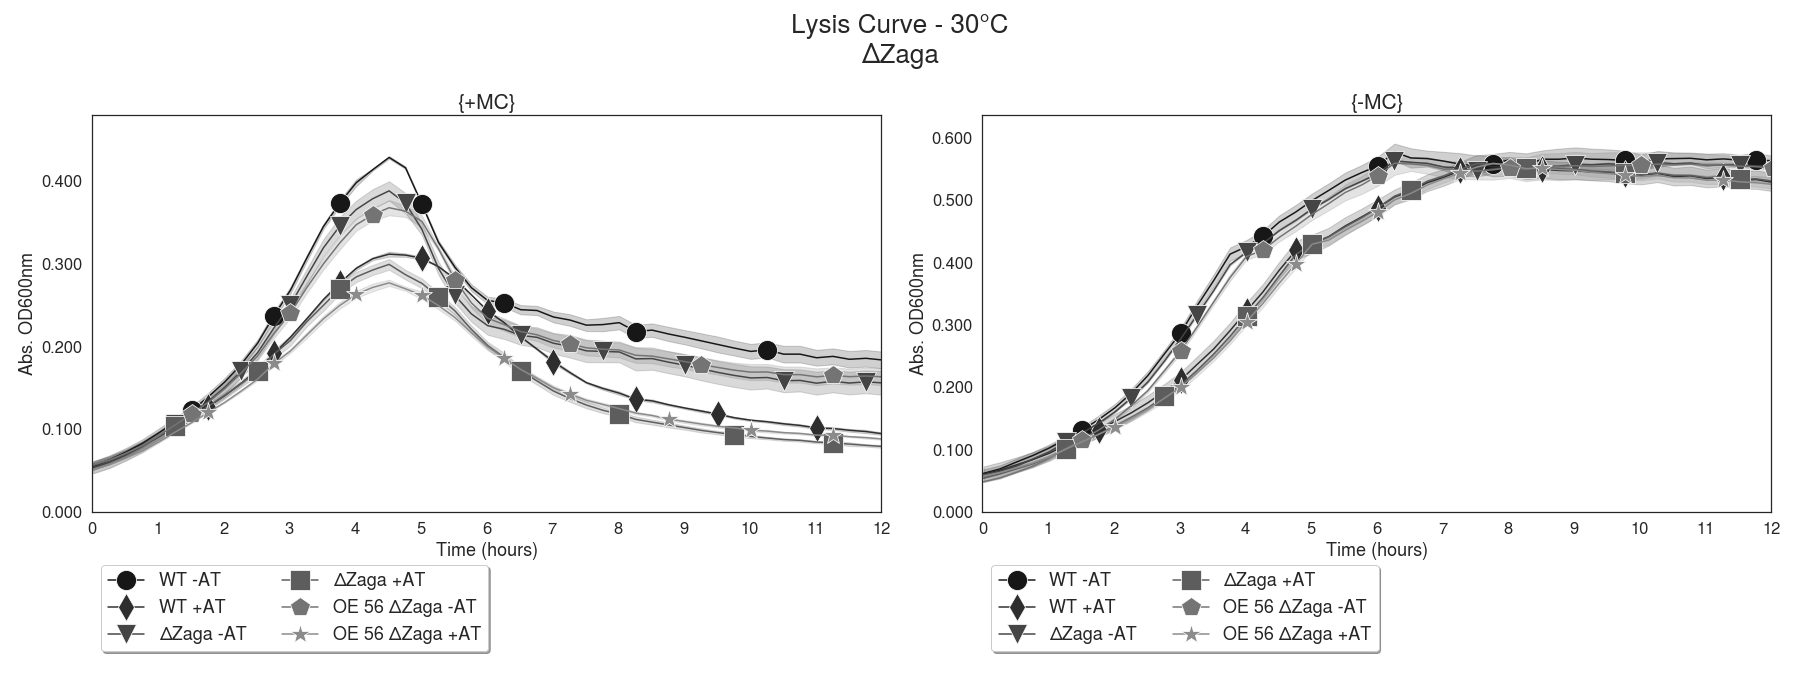 Lysis Curve - 30°C
ΔZaga
{+MC}
Abs. OD600nm
0.400
0.300
0.200
0.100
0.000
0 1 2 3 4 5 6 7 8 9 10 11 12
Time (hours)
WT -AT
WT +AT
ΔZaga -AT
ΔZaga +AT
OE 56 ΔZaga -AT
OE 56 ΔZaga +AT
{-MC}
Abs. OD600nm
0.600
0.500
0.400
0.300
0.200
0.100
0.000
0 1 2 3 4 5 6 7 8 9 10 11 12
Time (hours)
WT -AT
WT +AT
ΔZaga -AT
ΔZaga +AT
OE 56 ΔZaga -AT
OE 56 ΔZaga +AT